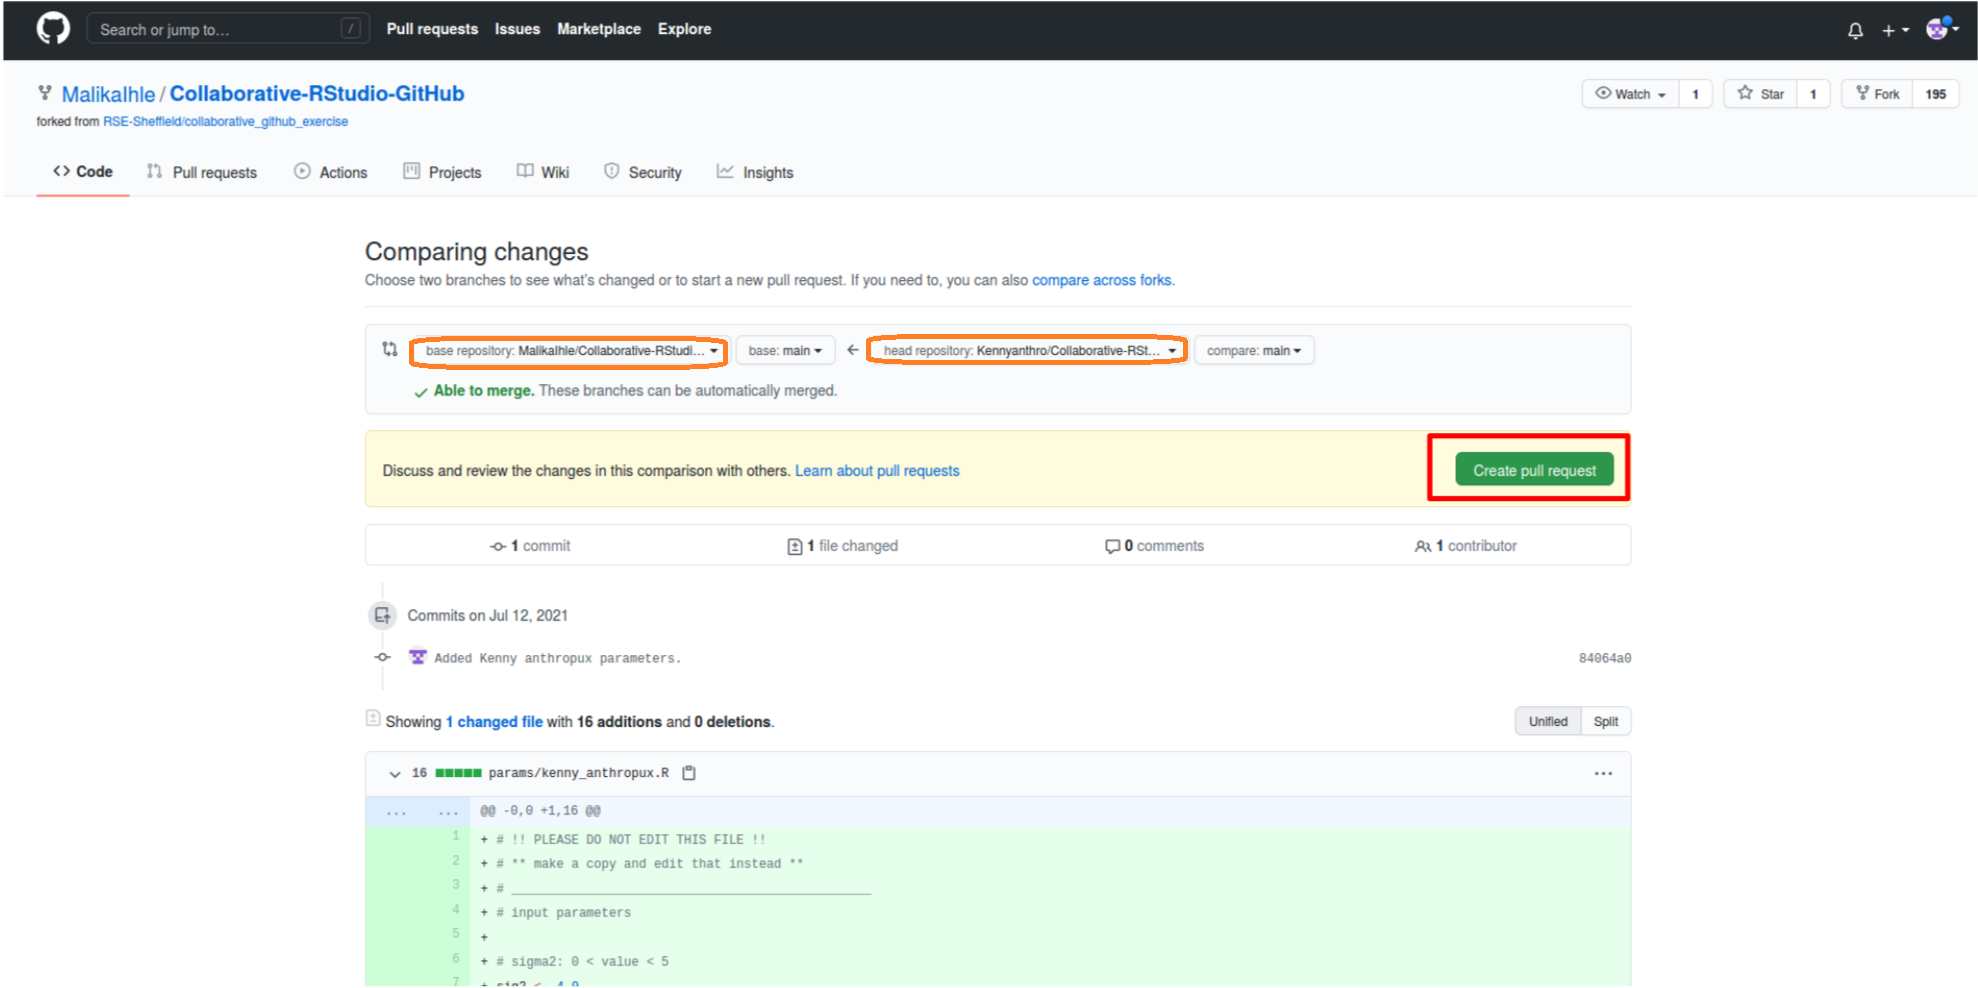 Search or jump to... / Pull requests Issues Marketplace Explore
MalikaIhle / Collaborative-RStudio-GitHub Watch 1 Star 1 Fork 195
forked from RSE-Sheffield/collaborative_github_exercise
Code Pull requests Actions Projects Wiki Security Insights
Comparing changes
Choose two branches to see what's changed or to start a new pull request. If you need to, you can also compare across forks.
base repository: MalikaIhle/Collaborative-RStudi... base: main ← head repository: Kennyanthro/Collaborative-RSt... compare: main
✓ Able to merge. These branches can be automatically merged.
Discuss and review the changes in this comparison with others. Learn about pull requests Create pull request
1 commit 1 file changed 0 comments 1 contributor
Commits on Jul 12, 2021
Added Kenny anthropux parameters. 84064a0
Showing 1 changed file with 16 additions and 0 deletions. Unified Split
16 params/kenny_anthropux.R ...
... ... @@ -0,0 +1,16 @@
1 + # !! PLEASE DO NOT EDIT THIS FILE !!
2 + # ** make a copy and edit that instead **
3 + # ________________________________________________
4 + # input parameters
5 +
6 + # sigma2: 0 < value < 5
7 +